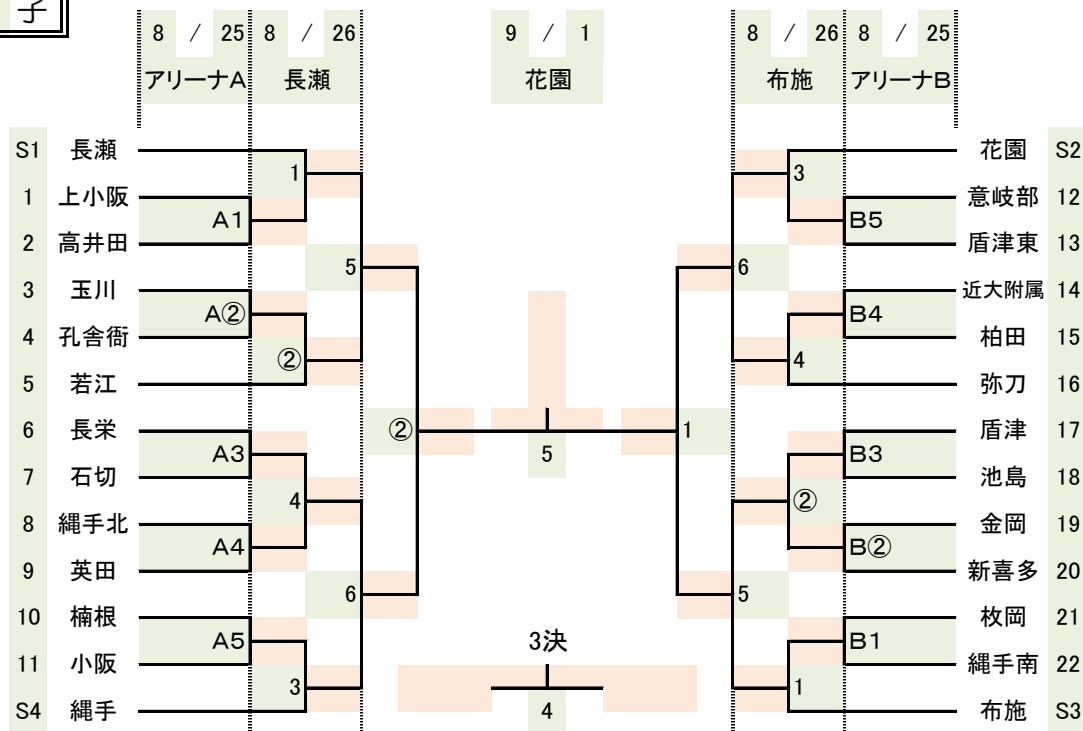 子
8 / 25 8 / 26 9 / 1 8 / 26 8 / 25
アリーナA 長瀬 花園 布施 アリーナB
S1 長瀬 花園 S2
1 3
1 上小阪 意岐部 12
A1 B5
2 高井田 盾津東 13
5 6
3 玉川 近大附属 14
A② B4
4 孔舎衙 柏田 15
② 4
5 若江 弥刀 16
6 長栄 ② 1 盾津 17
A3 5 B3
7 石切 池島 18
4 ②
8 縄手北 金岡 19
A4 B②
9 英田 新喜多 20
6 5
10 楠根 枚岡 21
A5 3決 B1
11 小阪 縄手南 22
3 1
S4 縄手 4 布施 S3